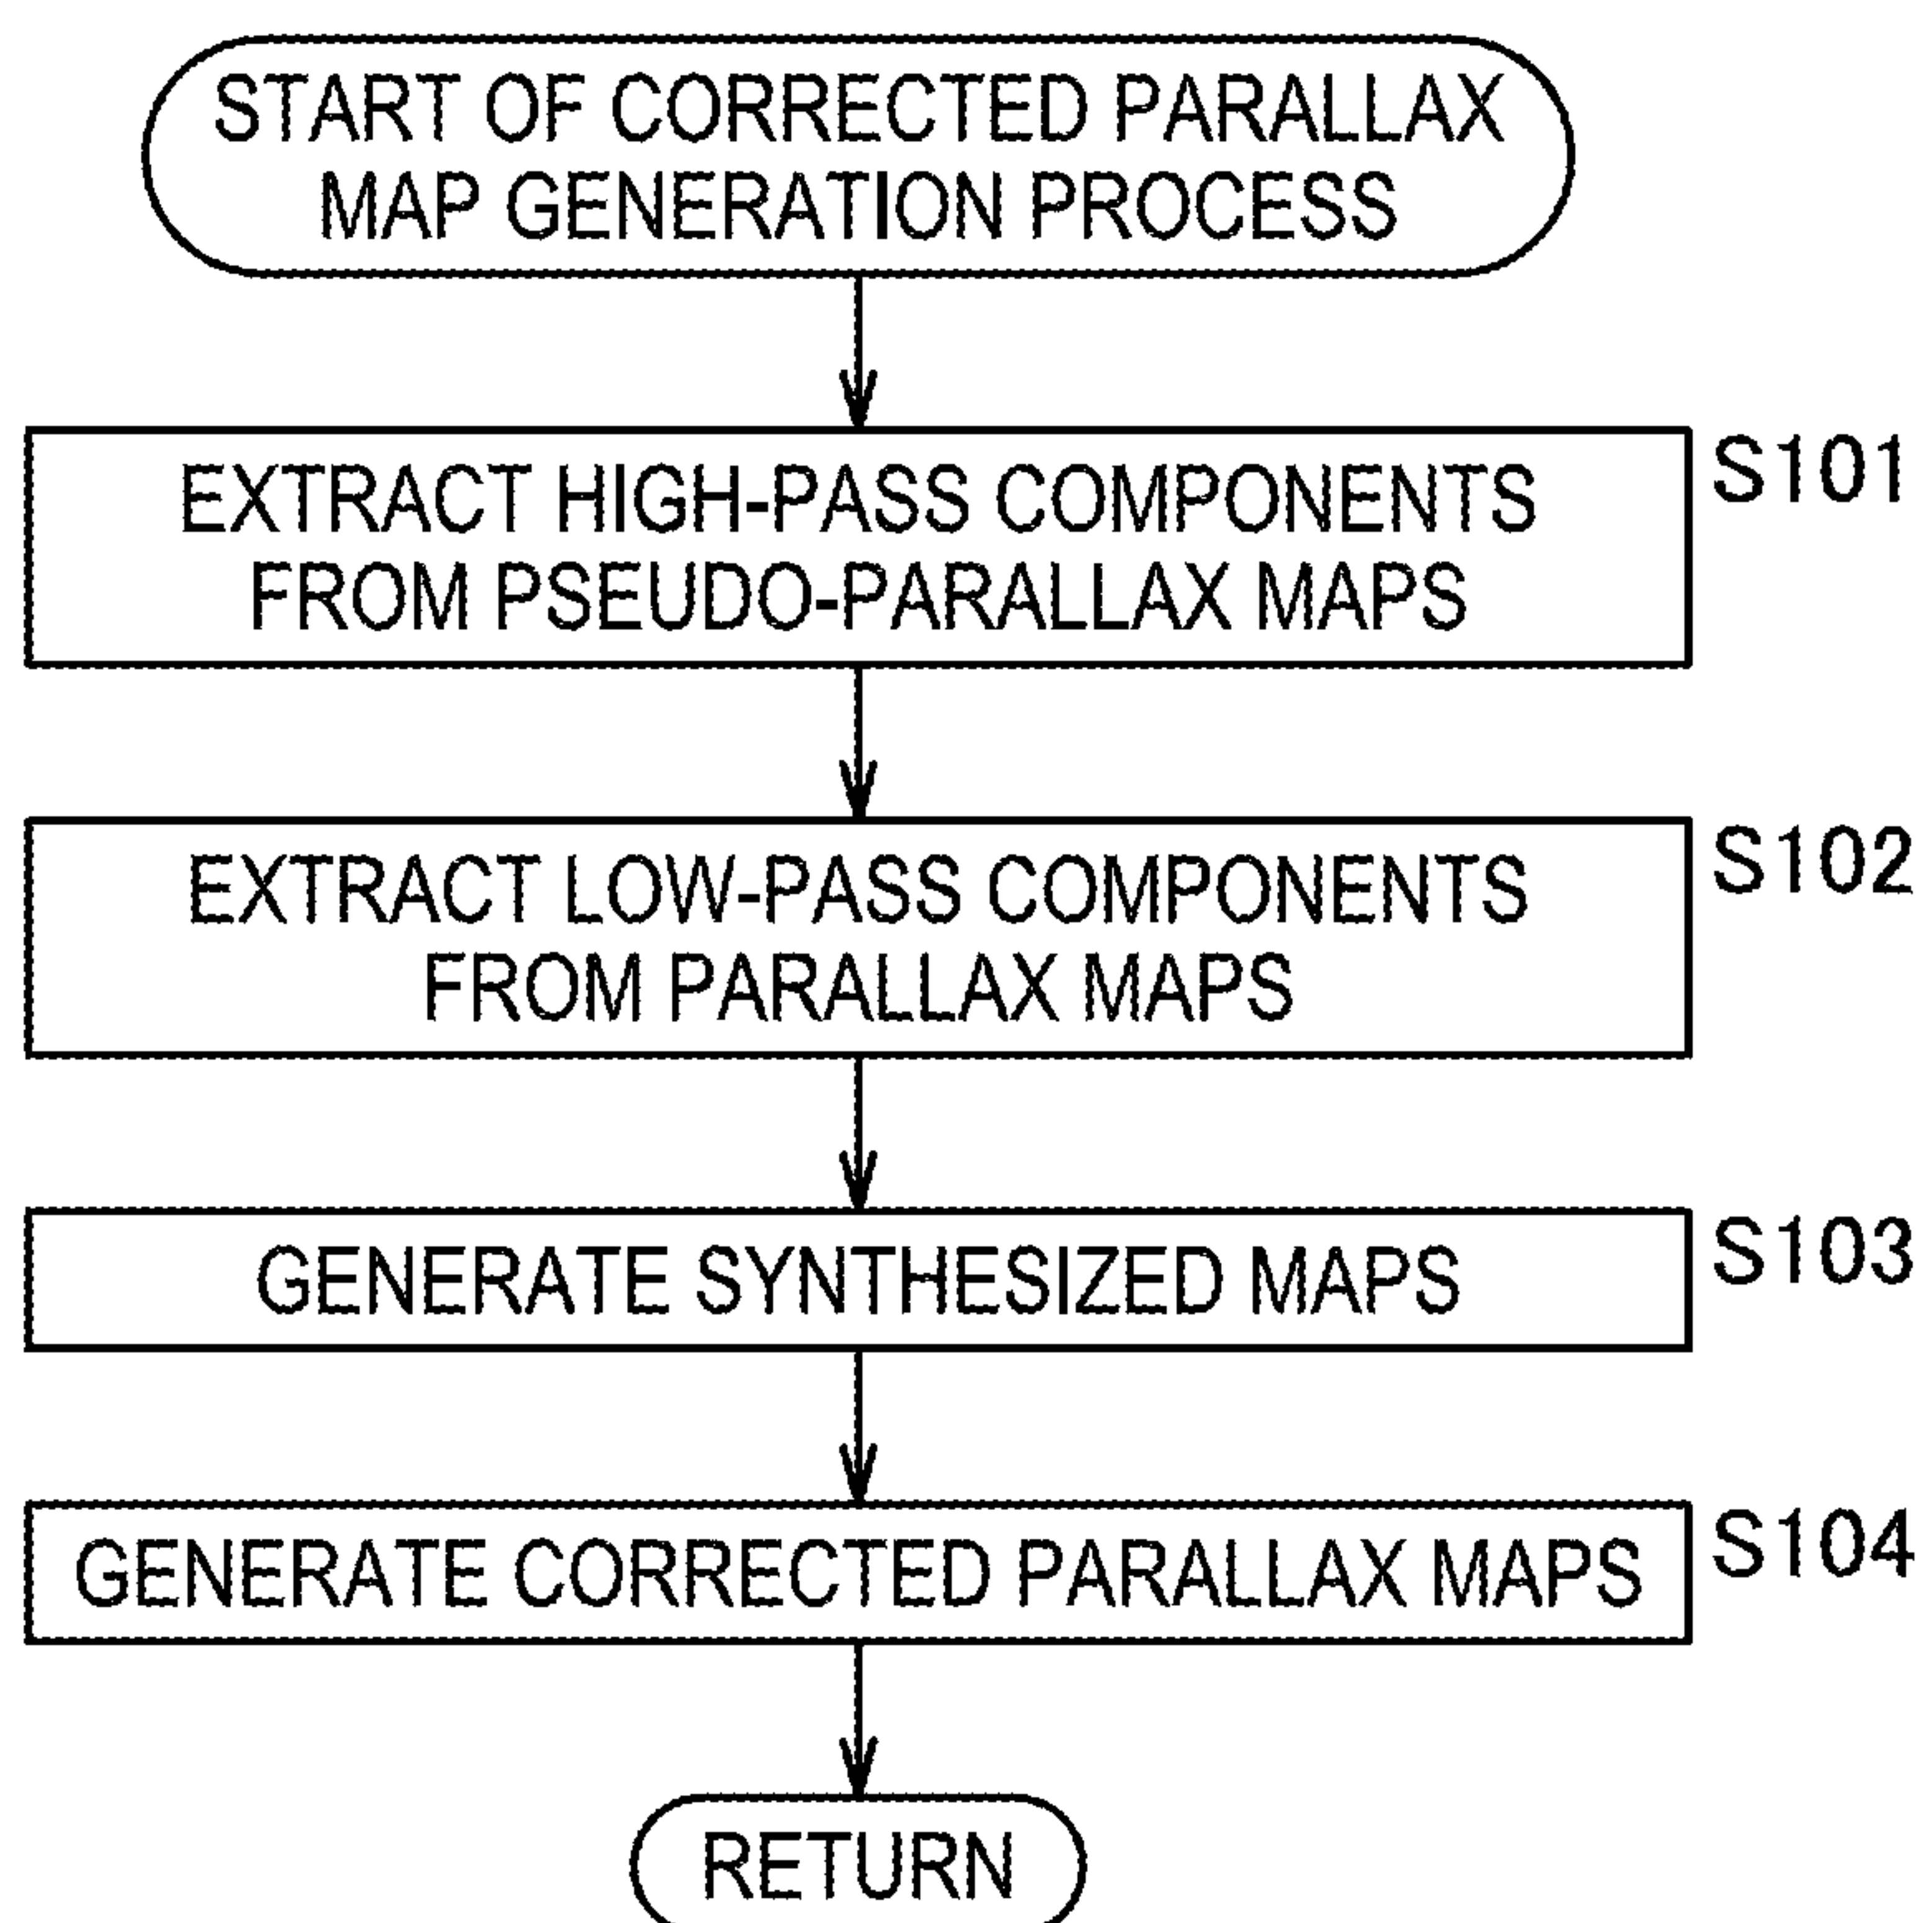 START OF CORRECTED PARALLAX
MAP GENERATION PROCESS
EXTRACT HIGH-PASS COMPONENTS
FROM PSEUDO-PARALLAX MAPS
S101
EXTRACT LOW-PASS COMPONENTS
FROM PARALLAX MAPS
S102
GENERATE SYNTHESIZED MAPS
S103
GENERATE CORRECTED PARALLAX MAPS
S104
RETURN